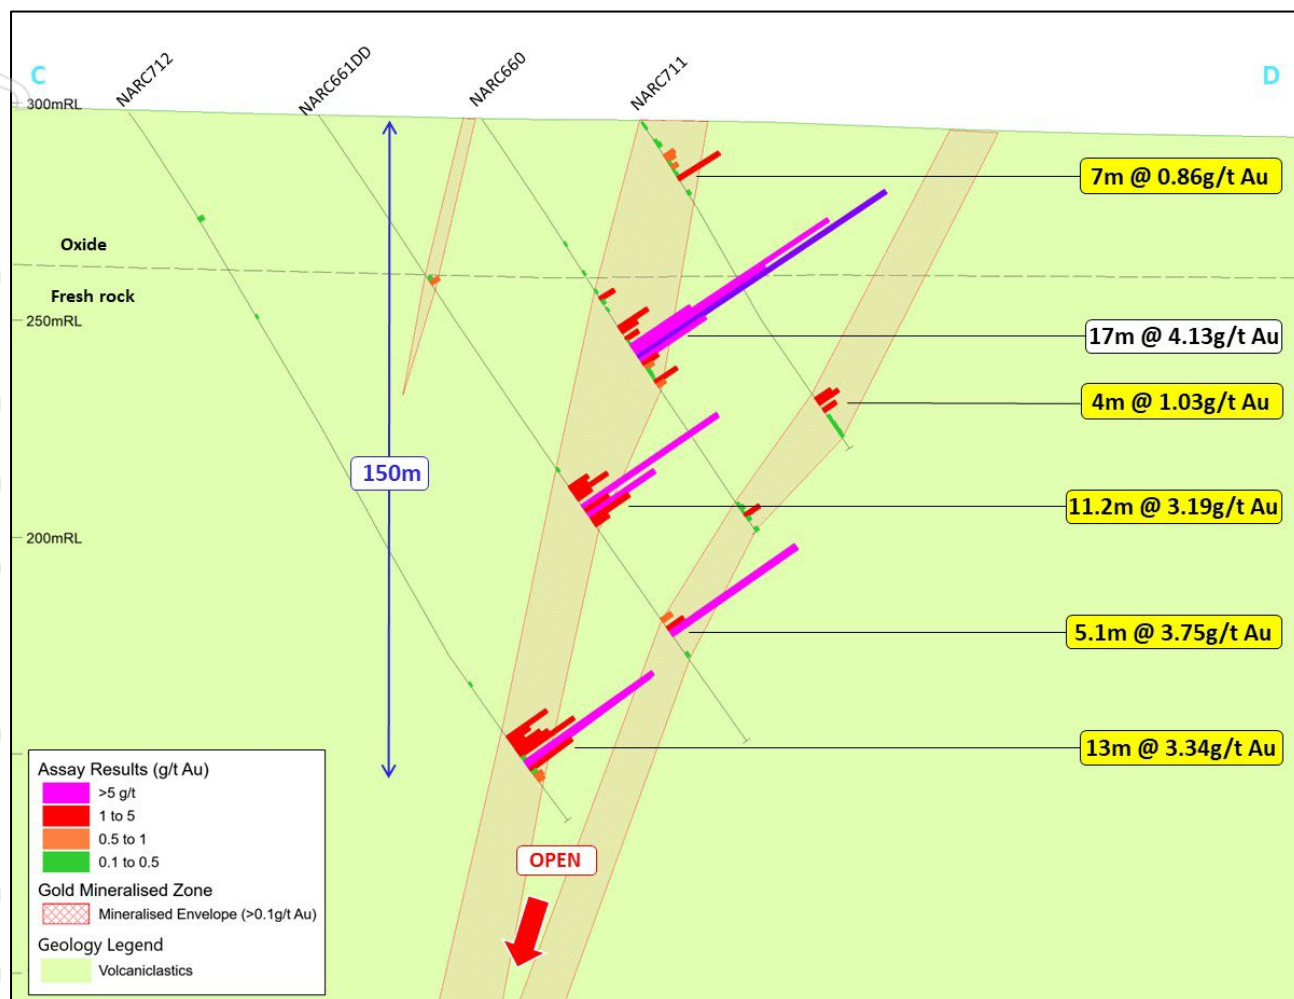 C
NARC712
NARC661DD
NARC660
NARC711
D
300mRL
7m @ 0.86g/t Au
Oxide
Fresh rock
250mRL
17m @ 4.13g/t Au
4m @ 1.03g/t Au
150m
11.2m @ 3.19g/t Au
200mRL
5.1m @ 3.75g/t Au
13m @ 3.34g/t Au
OPEN
Assay Results (g/t Au)
>5 g/t
1 to 5
0.5 to 1
0.1 to 0.5
Gold Mineralised Zone
Mineralised Envelope (>0.1g/t Au)
Geology Legend
Volcaniclastics